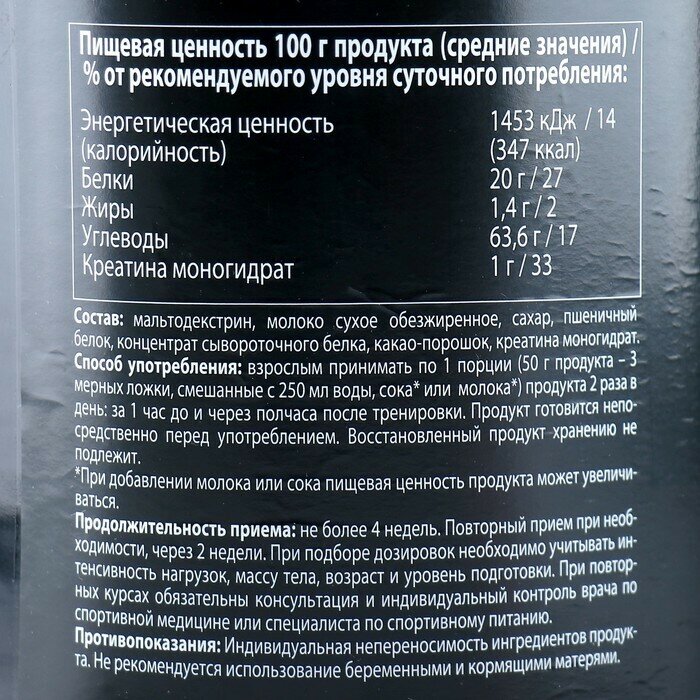 Пищевая ценность 100 г продукта (средние значения) /
% от рекомендуемого уровня суточного потребления:
Энергетическая ценность 1453 кДж / 14
(калорийность) (347 ккал)
Белки 20 г / 27
Жиры 1,4 г / 2
Углеводы 63,6 г / 17
Креатина моногидрат 1 г / 33
Состав: мальтодекстрин, молоко сухое обезжиренное, сахар, пшеничный
белок, концентрат сывороточного белка, какао-порошок, креатина моногидрат.
Способ употребления: взрослым принимать по 1 порции (50 г продукта – 3
мерных ложки, смешанные с 250 мл воды, сока* или молока*) продукта 2 раза в
день: за 1 час до и через полчаса после тренировки. Продукт готовится непо-
средственно перед употреблением. Восстановленный продукт хранению не
подлежит.
*При добавлении молока или сока пищевая ценность продукта может увеличи-
ваться.
Продолжительность приема: не более 4 недель. Повторный прием при необ-
ходимости, через 2 недели. При подборе дозировок необходимо учитывать ин-
тенсивность нагрузок, массу тела, возраст и уровень подготовки. При повтор-
ных курсах обязательны консультация и индивидуальный контроль врача по
спортивной медицине или специалиста по спортивному питанию.
Противопоказания: Индивидуальная непереносимость ингредиентов продук-
та. Не рекомендуется использование беременными и кормящими матерями.